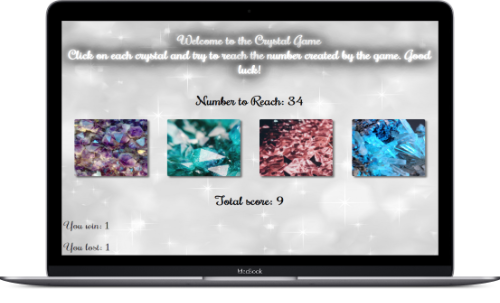 Welcome to the Crystal Game
Click on each crystal and try to reach the number created by the game. Good
luck!
Number to Reach: 34
Total score: 9
You win: 1
You lost: 1
MacBook